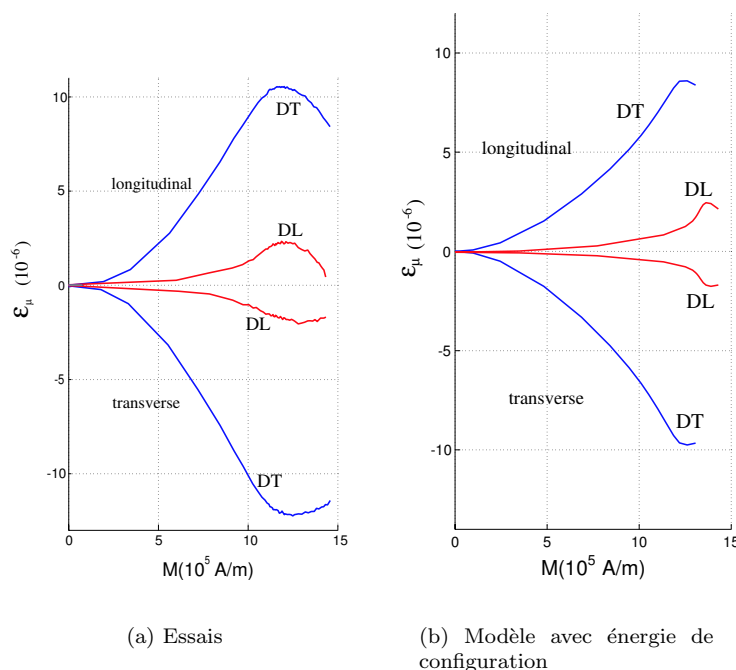 10
5
0
-5
-10
0
5
10
15
ε_μ (10^-6)
M(10^5 A/m)
DT
longitudinal
DL
DL
transverse
DT
(a) Essais
10
5
0
-5
-10
0
5
10
15
ε_μ (10^-6)
M(10^5 A/m)
DT
longitudinal
DL
DL
transverse
DT
(b) Modèle avec énergie de
configuration